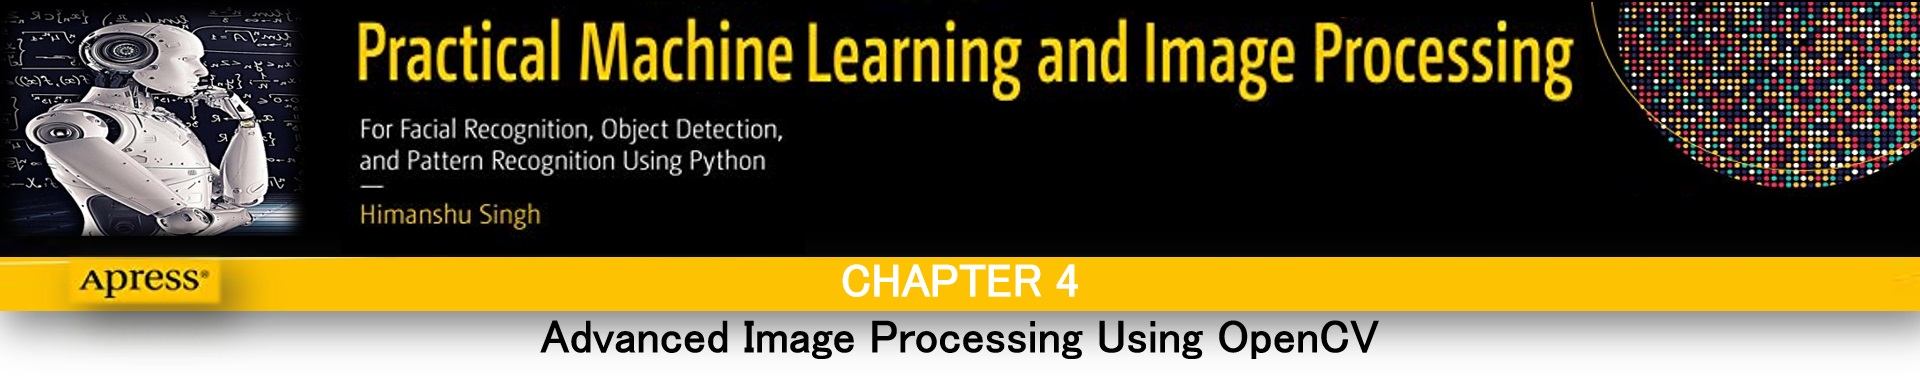 Practical Machine Learning and Image Processing
For Facial Recognition, Object Detection,
and Pattern Recognition Using Python
Himanshu Singh
Apress®
CHAPTER 4
Advanced Image Processing Using OpenCV